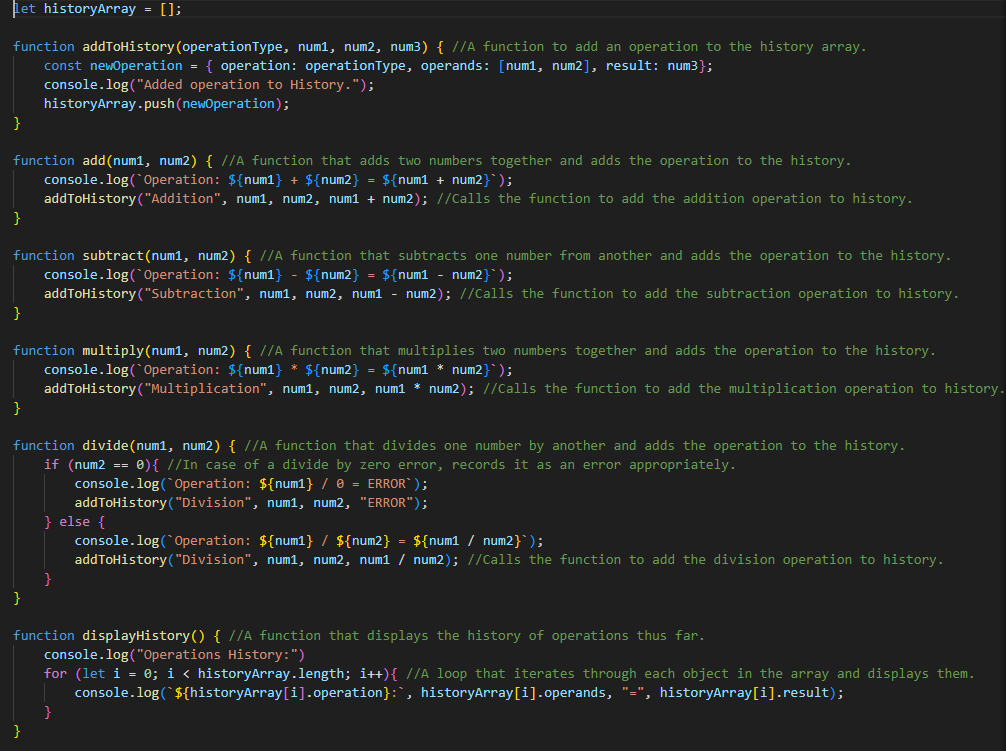 let historyArray = [];

function addToHistory(operationType, num1, num2, num3) { //A function to add an operation to the history array.
    const newOperation = { operation: operationType, operands: [num1, num2], result: num3};
    console.log("Added operation to History.");
    historyArray.push(newOperation);
}

function add(num1, num2) { //A function that adds two numbers together and adds the operation to the history.
    console.log(`Operation: ${num1} + ${num2} = ${num1 + num2}`);
    addToHistory("Addition", num1, num2, num1 + num2); //Calls the function to add the addition operation to history.
}

function subtract(num1, num2) { //A function that subtracts one number from another and adds the operation to the history.
    console.log(`Operation: ${num1} - ${num2} = ${num1 - num2}`);
    addToHistory("Subtraction", num1, num2, num1 - num2); //Calls the function to add the subtraction operation to history.
}

function multiply(num1, num2) { //A function that multiplies two numbers together and adds the operation to the history.
    console.log(`Operation: ${num1} * ${num2} = ${num1 * num2}`);
    addToHistory("Multiplication", num1, num2, num1 * num2); //Calls the function to add the multiplication operation to history.
}

function divide(num1, num2) { //A function that divides one number by another and adds the operation to the history.
    if (num2 == 0){ //In case of a divide by zero error, records it as an error appropriately.
        console.log(`Operation: ${num1} / 0 = ERROR`);
        addToHistory("Division", num1, num2, "ERROR");
    } else {
        console.log(`Operation: ${num1} / ${num2} = ${num1 / num2}`);
        addToHistory("Division", num1, num2, num1 / num2); //Calls the function to add the division operation to history.
    }
}

function displayHistory() { //A function that displays the history of operations thus far.
    console.log("Operations History:")
    for (let i = 0; i < historyArray.length; i++){ //A loop that iterates through each object in the array and displays them.
        console.log(`${historyArray[i].operation}:`, historyArray[i].operands, "=", historyArray[i].result);
    }
}